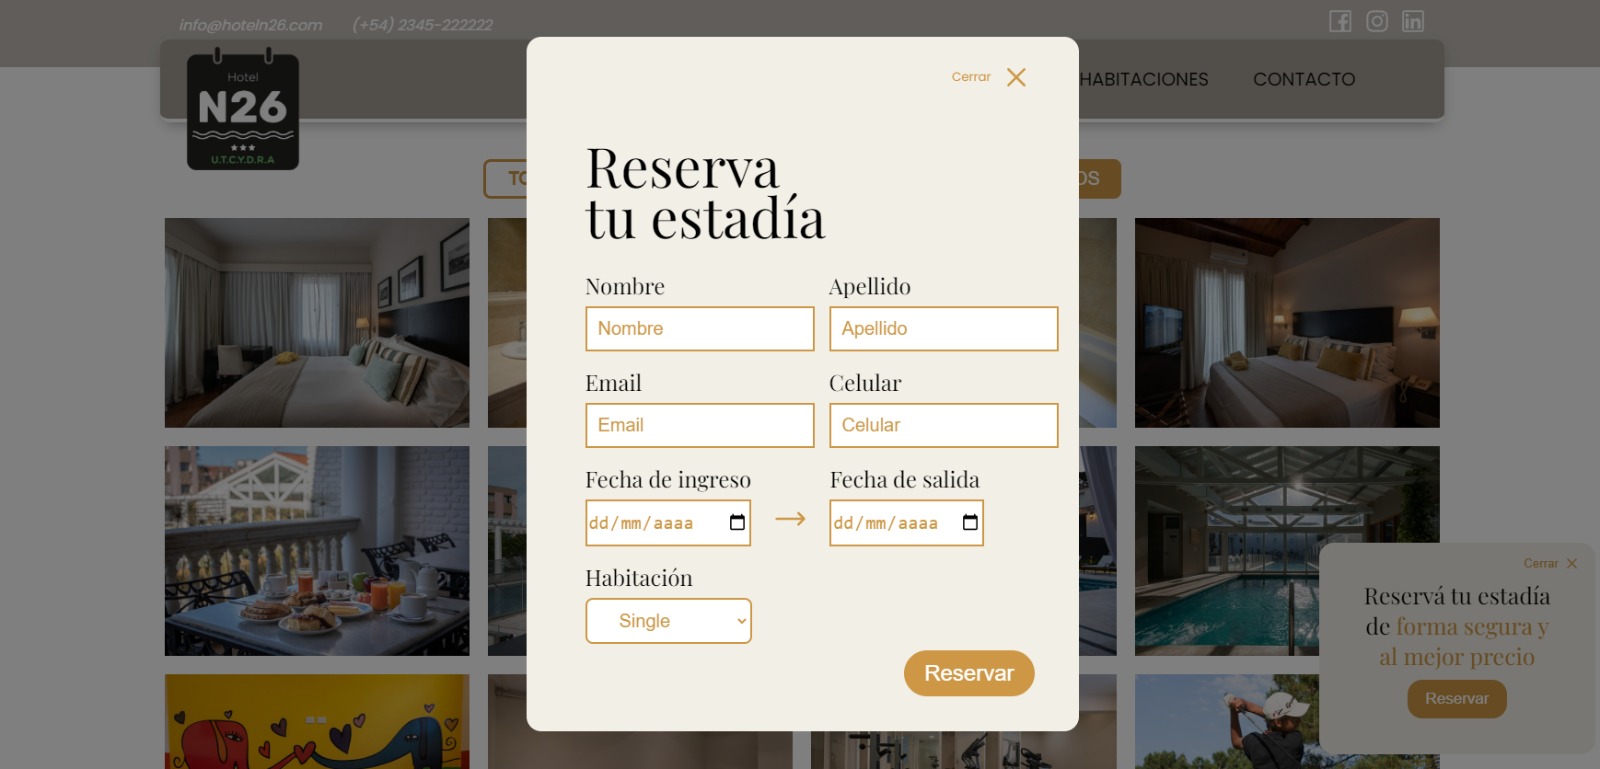 info@hoteln26.com (+54) 2345-222222
Hotel
N26
U.T.C.Y.D.R.A
HABITACIONES CONTACTO
Cerrar
Reserva
tu estadía
Nombre Apellido
Nombre Apellido
Email Celular
Email Celular
Fecha de ingreso Fecha de salida
dd/mm/aaaa dd/mm/aaaa
Habitación
Single
Reservar
Cerrar
Reservá tu estadía
de forma segura y
al mejor precio
Reservar